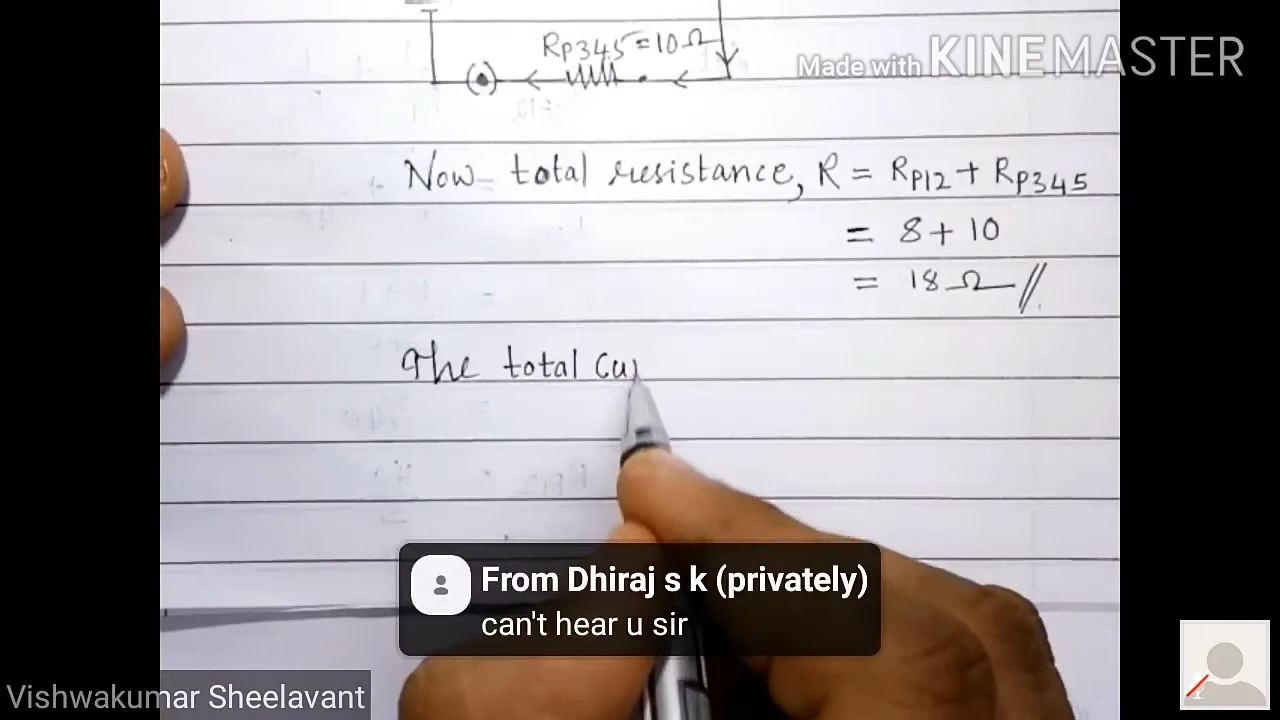 Rp345=10Ω
Made with KINEMASTER
Now total resistance, R = RP12 + RP345
= 8 + 10
= 18 Ω //
The total Cu
From Dhiraj s k (privately)
can't hear u sir
Vishwakumar Sheelavant